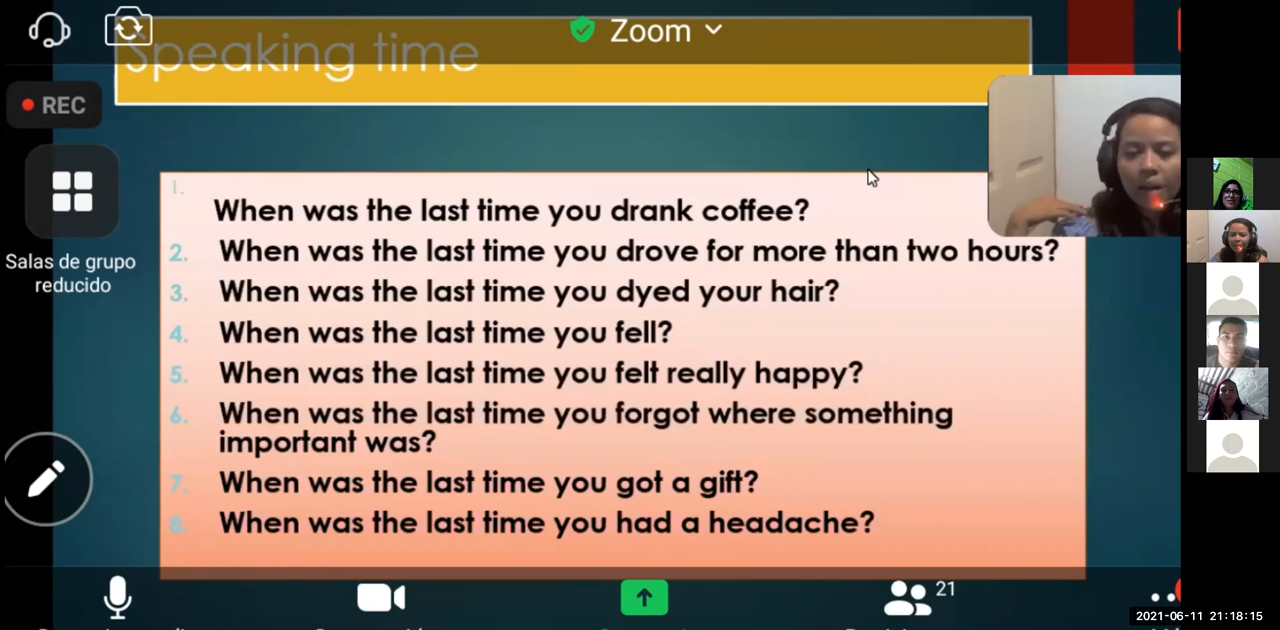 Zoom
Speaking time
REC
Salas de grupo
reducido
1.
When was the last time you drank coffee?
2. When was the last time you drove for more than two hours?
3. When was the last time you dyed your hair?
4. When was the last time you fell?
5. When was the last time you felt really happy?
6. When was the last time you forgot where something
important was?
7. When was the last time you got a gift?
8. When was the last time you had a headache?
21
2021-06-11 21:18:15